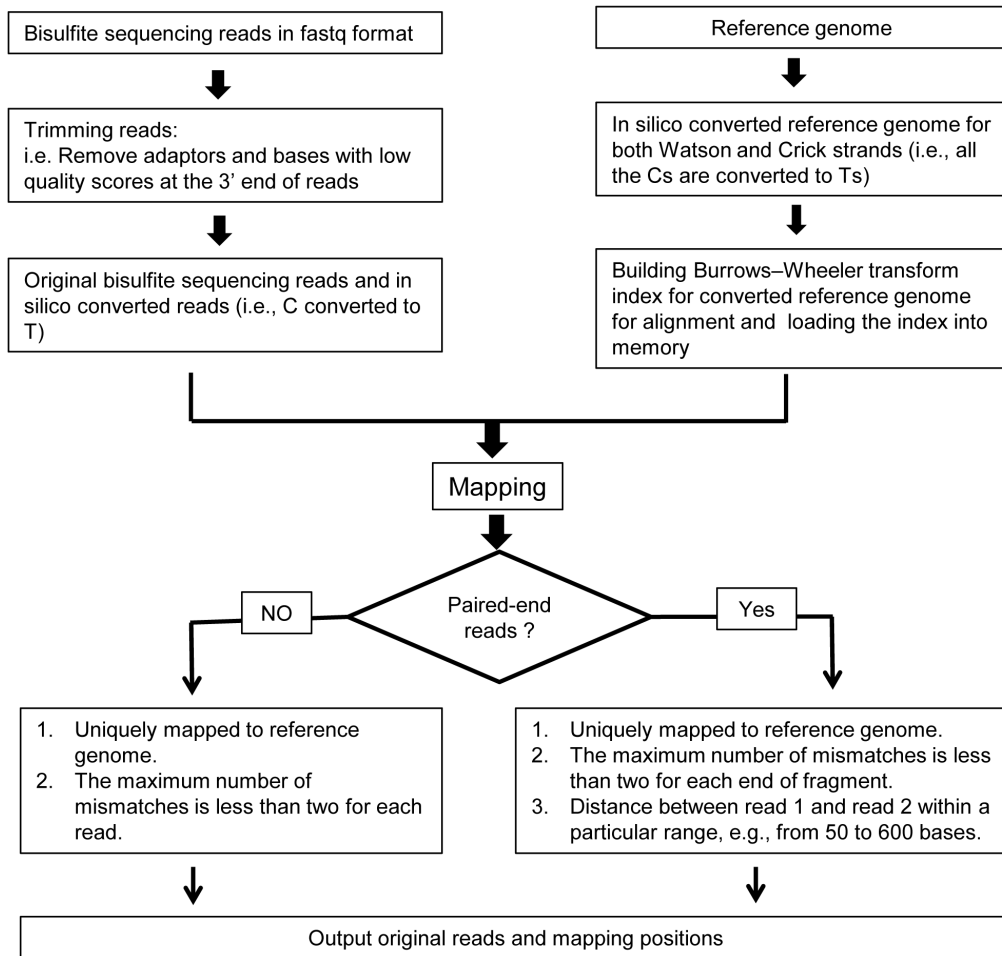 Bisulfite sequencing reads in fastq format
Reference genome
Trimming reads:
i.e. Remove adaptors and bases with low
quality scores at the 3’ end of reads
In silico converted reference genome for
both Watson and Crick strands (i.e., all
the Cs are converted to Ts)
Original bisulfite sequencing reads and in
silico converted reads (i.e., C converted to
T)
Building Burrows–Wheeler transform
index for converted reference genome
for alignment and loading the index into
memory
Mapping
Paired-end
reads ?
NO
Yes
1. Uniquely mapped to reference
genome.
2. The maximum number of
mismatches is less than two for each
read.
1. Uniquely mapped to reference genome.
2. The maximum number of mismatches is less
than two for each end of fragment.
3. Distance between read 1 and read 2 within a
particular range, e.g., from 50 to 600 bases.
Output original reads and mapping positions